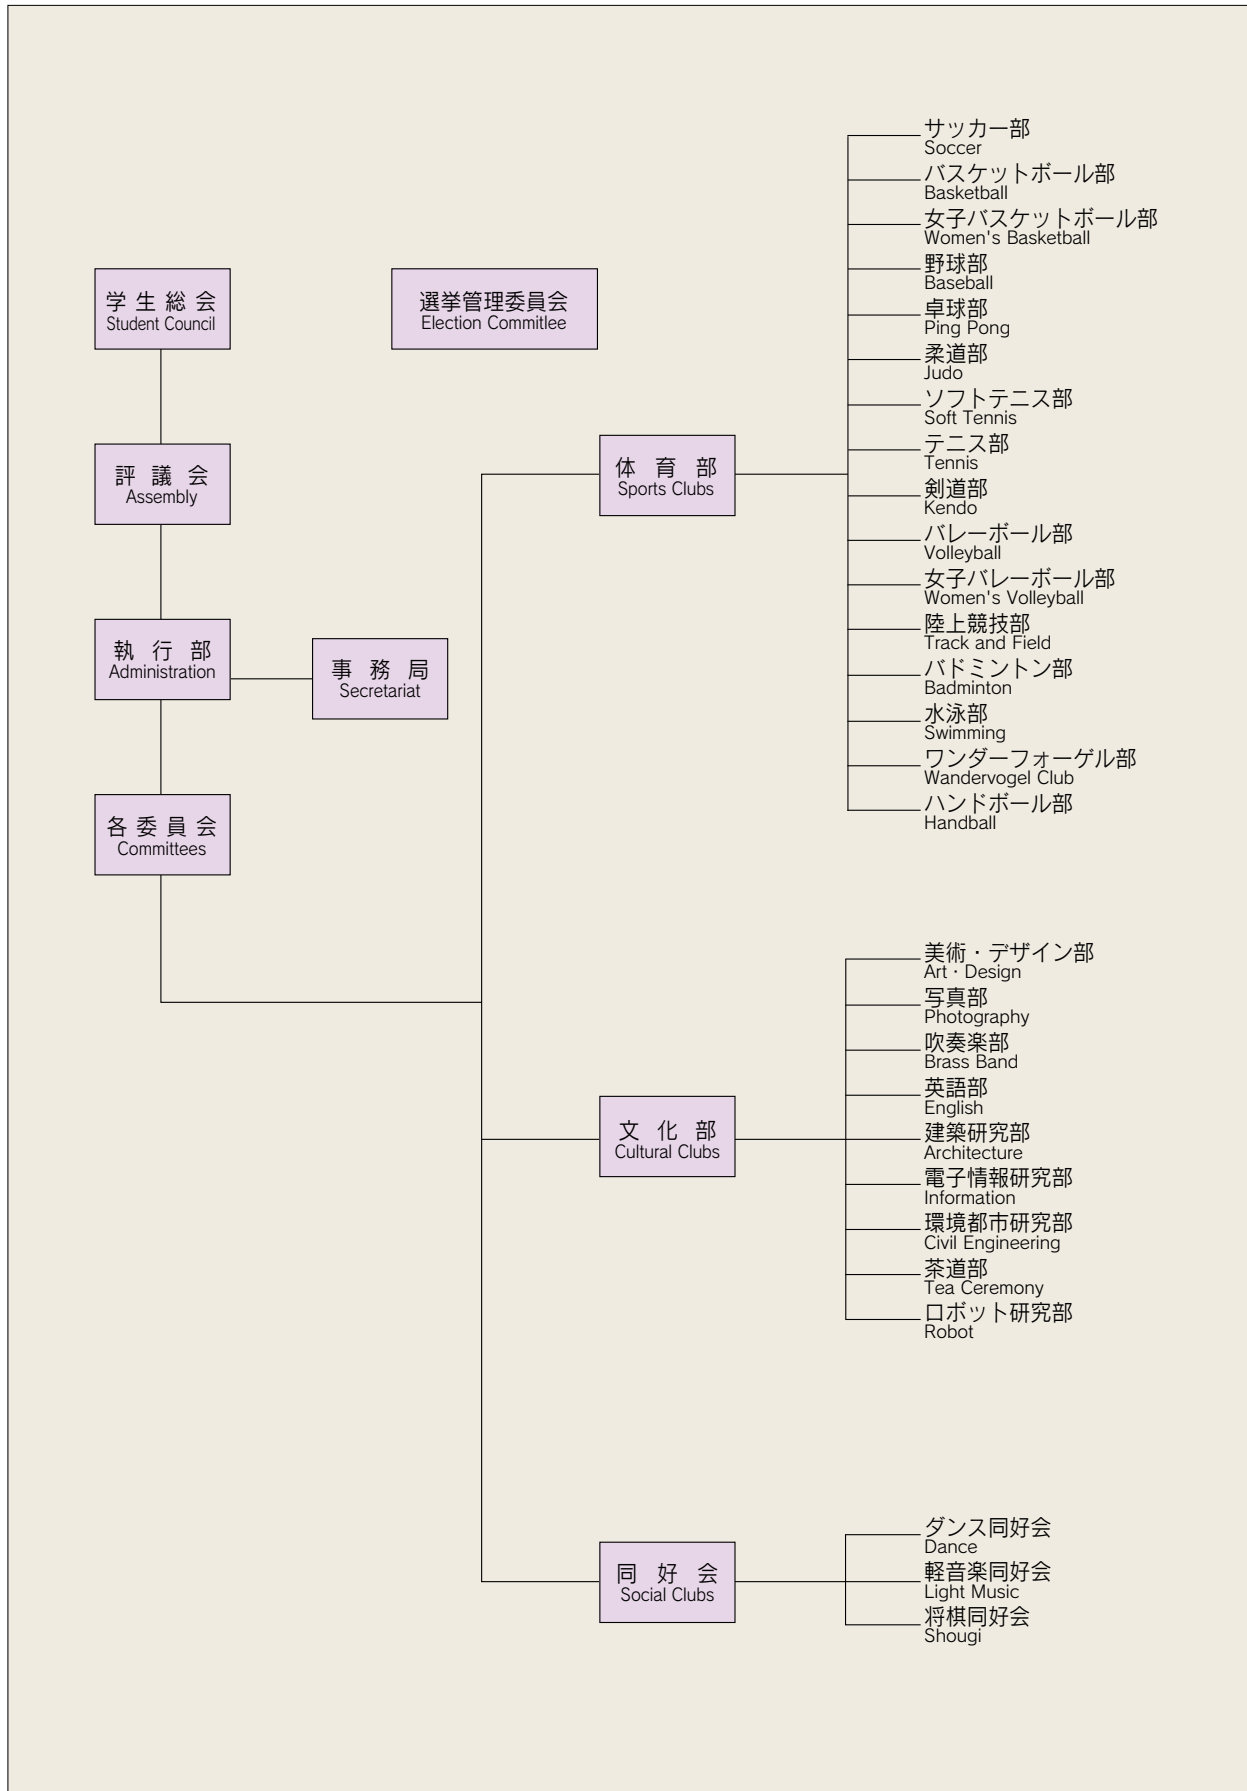 学生総会
Student Council
選挙管理委員会
Election Commitlee
評議会
Assembly
執行部
Administration
事務局
Secretariat
各委員会
Committees
体育部
Sports Clubs
サッカー部
Soccer
バスケットボール部
Basketball
女子バスケットボール部
Women's Basketball
野球部
Baseball
卓球部
Ping Pong
柔道部
Judo
ソフトテニス部
Soft Tennis
テニス部
Tennis
剣道部
Kendo
バレーボール部
Volleyball
女子バレーボール部
Women's Volleyball
陸上競技部
Track and Field
バドミントン部
Badminton
水泳部
Swimming
ワンダーフォーゲル部
Wandervogel Club
ハンドボール部
Handball
文化部
Cultural Clubs
美術・デザイン部
Art・Design
写真部
Photography
吹奏楽部
Brass Band
英語部
English
建築研究部
Architecture
電子情報研究部
Information
環境都市研究部
Civil Engineering
茶道部
Tea Ceremony
ロボット研究部
Robot
同好会
Social Clubs
ダンス同好会
Dance
軽音楽同好会
Light Music
将棋同好会
Shougi